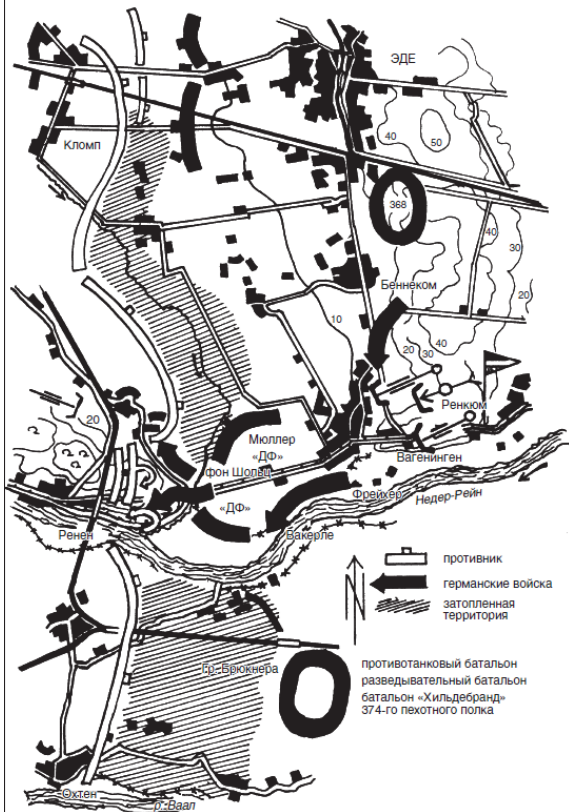 ЭДЕ
40
50
Кломп
368
40
30
Беннеком
20
10
40
20
30
Ренкюм
20
Мюллер
«ДФ»
Вагенинген
фон Шольц
Фрейхер
Недер-Рейн
«ДФ»
Ренен
Вакерле
N
противник
германские войска
затопленная
территория
Гр. Брюкнера
противотанковый батальон
разведывательный батальон
батальон «Хильдебранд»
374-го пехотного полка
Охтен
р. Ваал